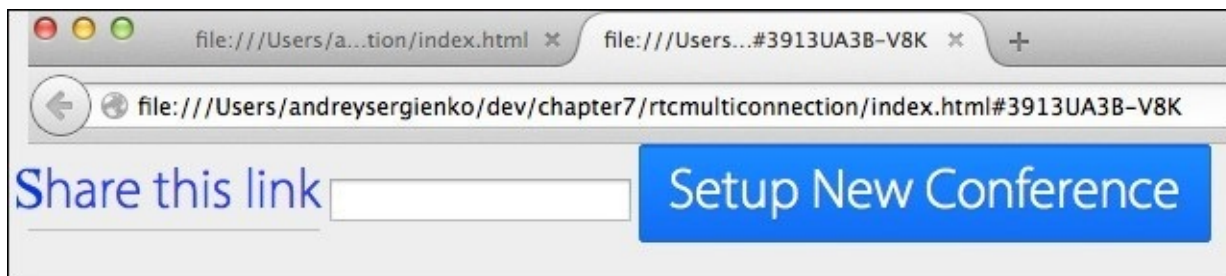 file:///Users/a...tion/index.html × file:///Users...#3913UA3B-V8K × +
file:///Users/andreysergienko/dev/chapter7/rtcmulticonnection/index.html#3913UA3B-V8K
Share this link Setup New Conference